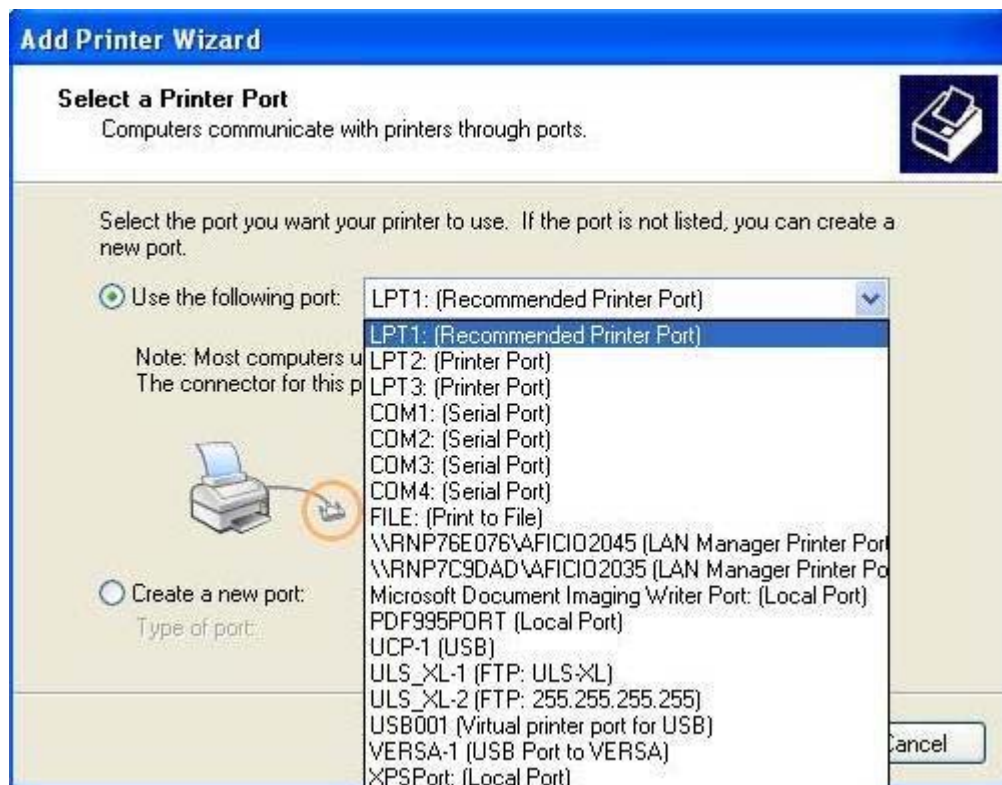 Add Printer Wizard
Select a Printer Port
Computers communicate with printers through ports.
Select the port you want your printer to use. If the port is not listed, you can create a
new port.
Use the following port:
LPT1: (Recommended Printer Port)
LPT1: (Recommended Printer Port)
Note: Most computers u
LPT2: (Printer Port)
The connector for this p
LPT3: (Printer Port)
COM1: (Serial Port)
COM2: (Serial Port)
COM3: (Serial Port)
COM4: (Serial Port)
FILE: (Print to File)
\\RNP76E076\AFICIO2045 (LAN Manager Printer Port
\\RNP7C9DAD\AFICIO2035 (LAN Manager Printer Po
Create a new port:
Microsoft Document Imaging Writer Port: (Local Port)
Type of port:
PDF995PORT (Local Port)
UCP-1 (USB)
ULS_XL-1 (FTP: ULS-XL)
ULS_XL-2 (FTP: 255.255.255.255)
USB001 (Virtual printer port for USB)
VERSA-1 (USB Port to VERSA)
Cancel
XPSPort: (Local Port)